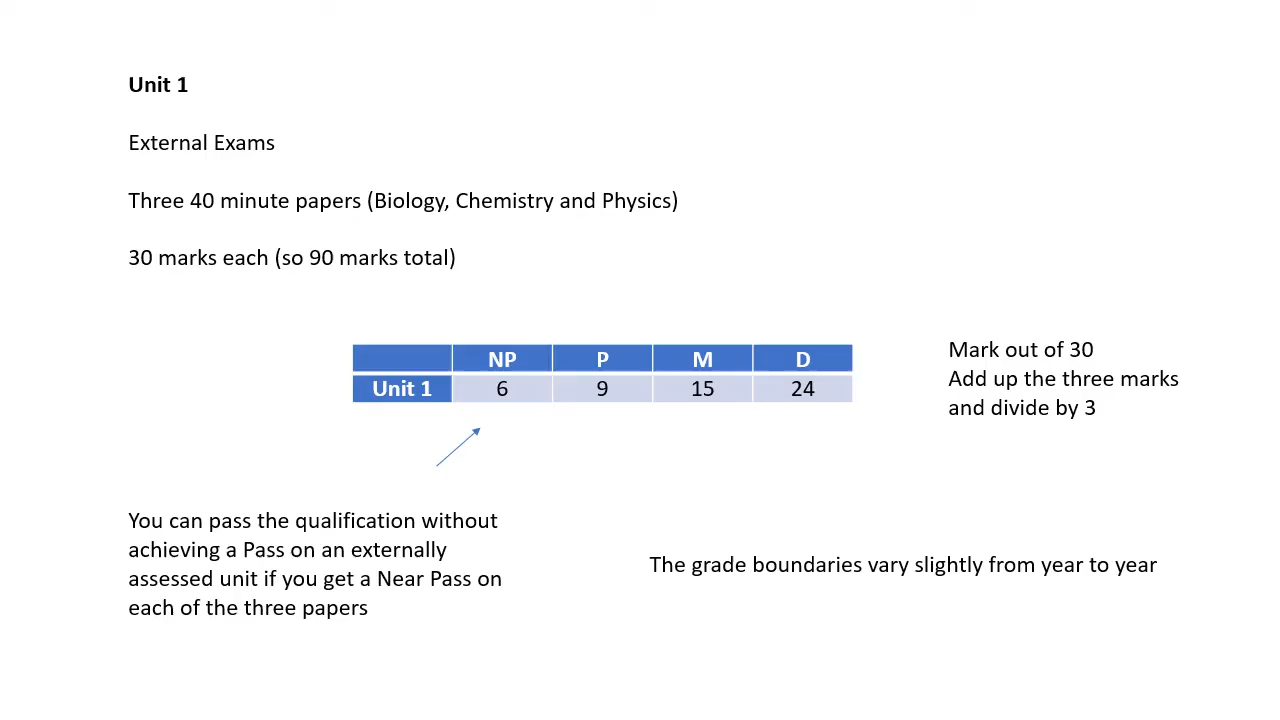 Unit 1
External Exams
Three 40 minute papers (Biology, Chemistry and Physics)
30 marks each (so 90 marks total)
NP P M D
Unit 1 6 9 15 24
Mark out of 30
Add up the three marks
and divide by 3
You can pass the qualification without
achieving a Pass on an externally
assessed unit if you get a Near Pass on
each of the three papers
The grade boundaries vary slightly from year to year